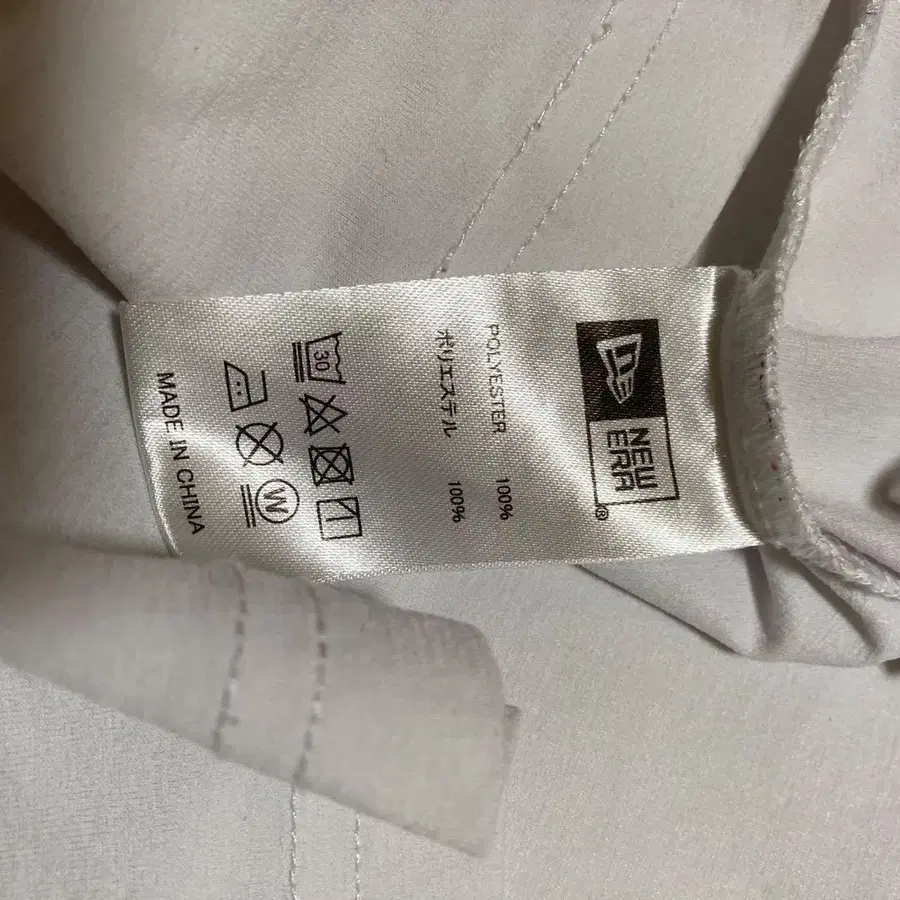 NEW
ERA
®
POLYESTER 100%
ポリエステル 100%
30
W
MADE IN CHINA